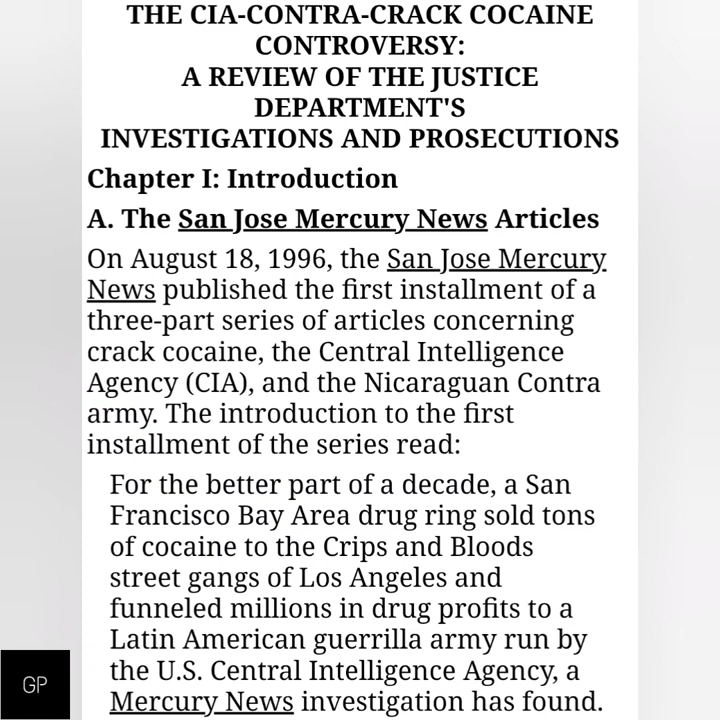 THE CIA-CONTRA-CRACK COCAINE
CONTROVERSY:
A REVIEW OF THE JUSTICE
DEPARTMENT'S
INVESTIGATIONS AND PROSECUTIONS
Chapter I: Introduction
A. The San Jose Mercury News Articles
On August 18, 1996, the San Jose Mercury
News published the first installment of a
three-part series of articles concerning
crack cocaine, the Central Intelligence
Agency (CIA), and the Nicaraguan Contra
army. The introduction to the first
installment of the series read:
For the better part of a decade, a San
Francisco Bay Area drug ring sold tons
of cocaine to the Crips and Bloods
street gangs of Los Angeles and
funneled millions in drug profits to a
Latin American guerrilla army run by
the U.S. Central Intelligence Agency, a
Mercury News investigation has found.
GP